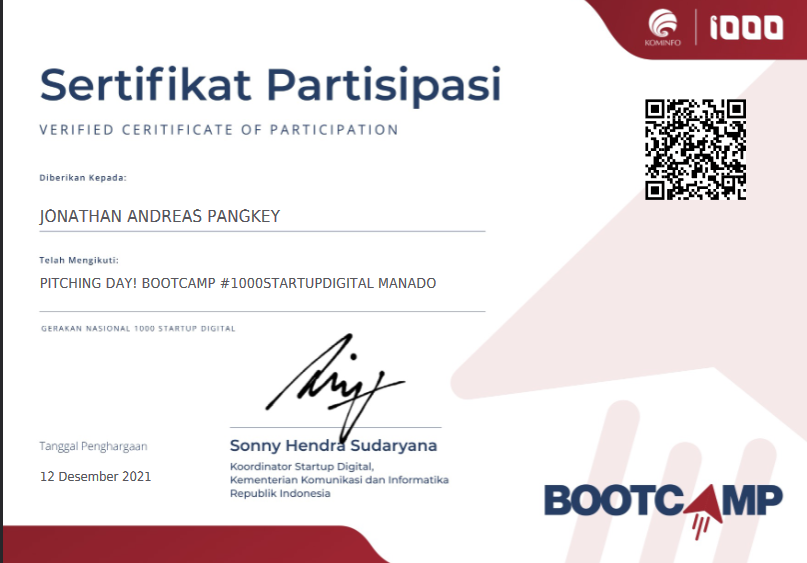 KOMINFO
1000
Sertifikat Partisipasi
VERIFIED CERITIFICATE OF PARTICIPATION
Diberikan Kepada:
JONATHAN ANDREAS PANGKEY
Telah Mengikuti:
PITCHING DAY! BOOTCAMP #1000STARTUPDIGITAL MANADO
GERAKAN NASIONAL 1000 STARTUP DIGITAL
Tanggal Penghargaan
12 Desember 2021
Sonny Hendra Sudaryana
Koordinator Startup Digital,
Kementerian Komunikasi dan Informatika
Republik Indonesia
BOOTCAMP